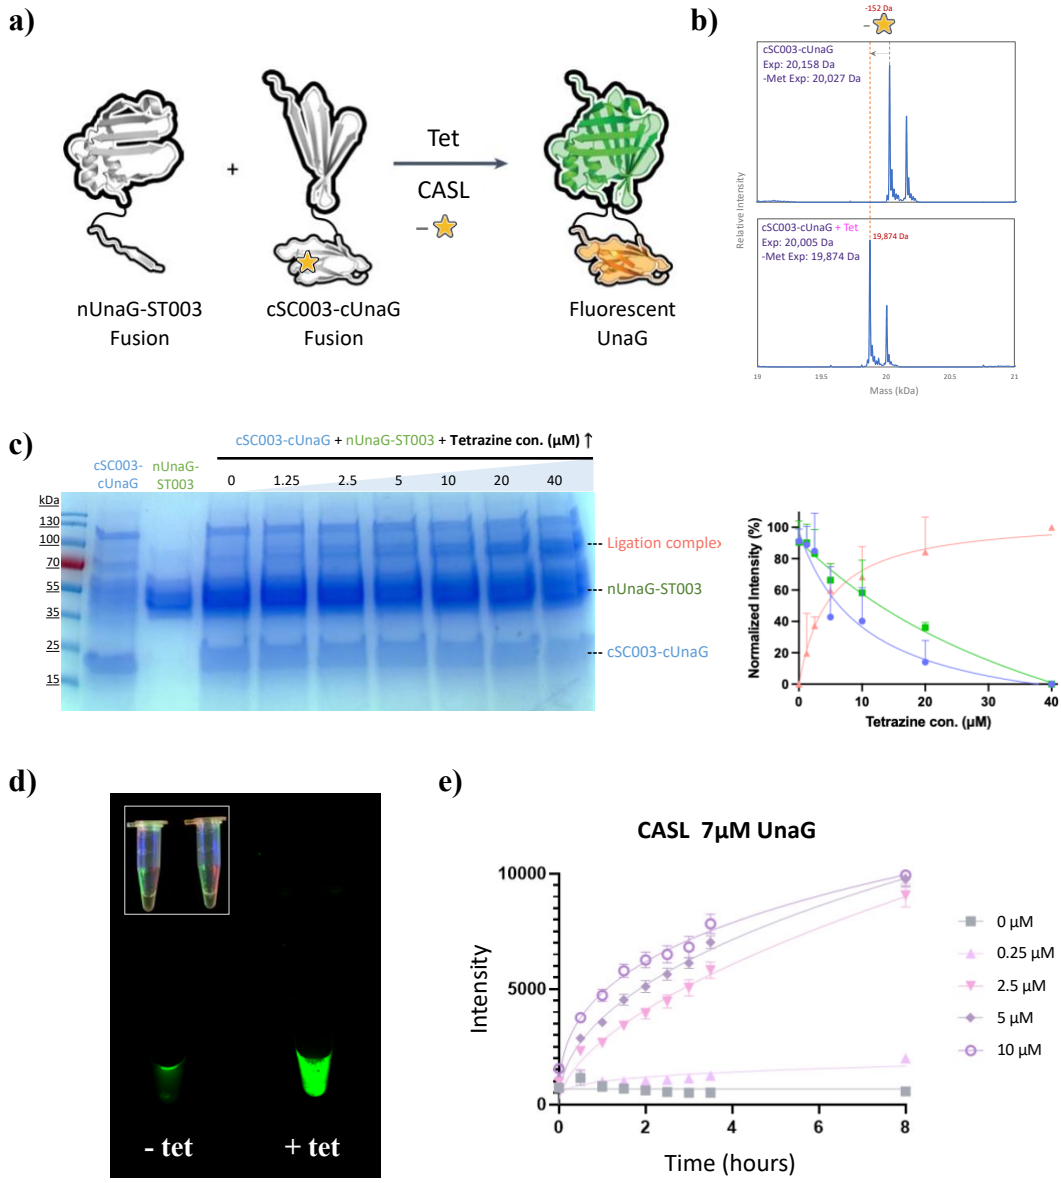 a)
Tet
+
CASL
–
nUnaG-ST003
Fusion
cSC003-cUnaG
Fusion
Fluorescent
UnaG
b)
-152 Da
–
cSC003-cUnaG
Exp: 20,158 Da
-Met Exp: 20,027 Da
cSC003-cUnaG + Tet
Exp: 20,005 Da
-Met Exp: 19,874 Da
19,874 Da
Relative Intensity
19
19.5
20
20.5
21
Mass (kDa)
c)
cSC003-cUnaG + nUnaG-ST003 + Tetrazine con. (µM) ↑
cSC003-
cUnaG
nUnaG-
ST003
0
1.25
2.5
5
10
20
40
kDa
130
100
70
55
35
25
15
Ligation complex
nUnaG-ST003
cSC003-cUnaG
Normalized Intensity (%)
100
80
60
40
20
0
0
10
20
30
40
Tetrazine con. (µM)
d)
- tet
+ tet
e)
CASL 7µM UnaG
Intensity
10000
5000
0
0
2
4
6
8
Time (hours)
0 µM
0.25 µM
2.5 µM
5 µM
10 µM